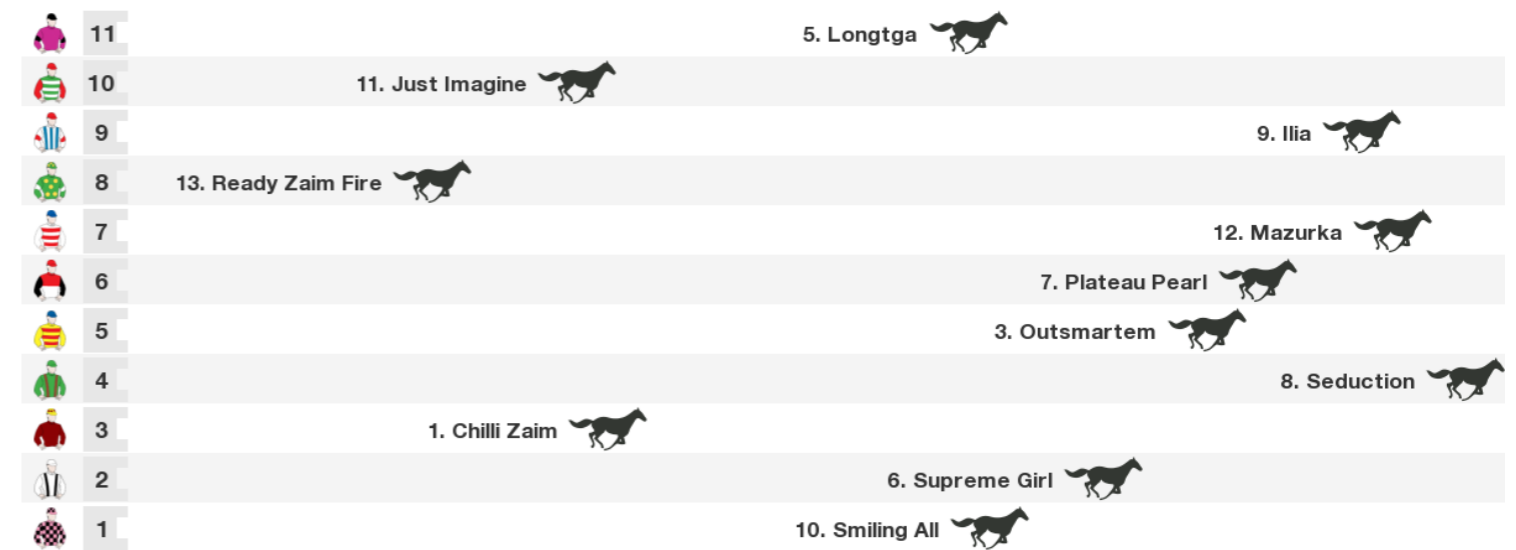 11 5. Longtga
10 11. Just Imagine
9 9. Ilia
8 13. Ready Zaim Fire
7 12. Mazurka
6 7. Plateau Pearl
5 3. Outsmartem
4 8. Seduction
3 1. Chilli Zaim
2 6. Supreme Girl
1 10. Smiling All